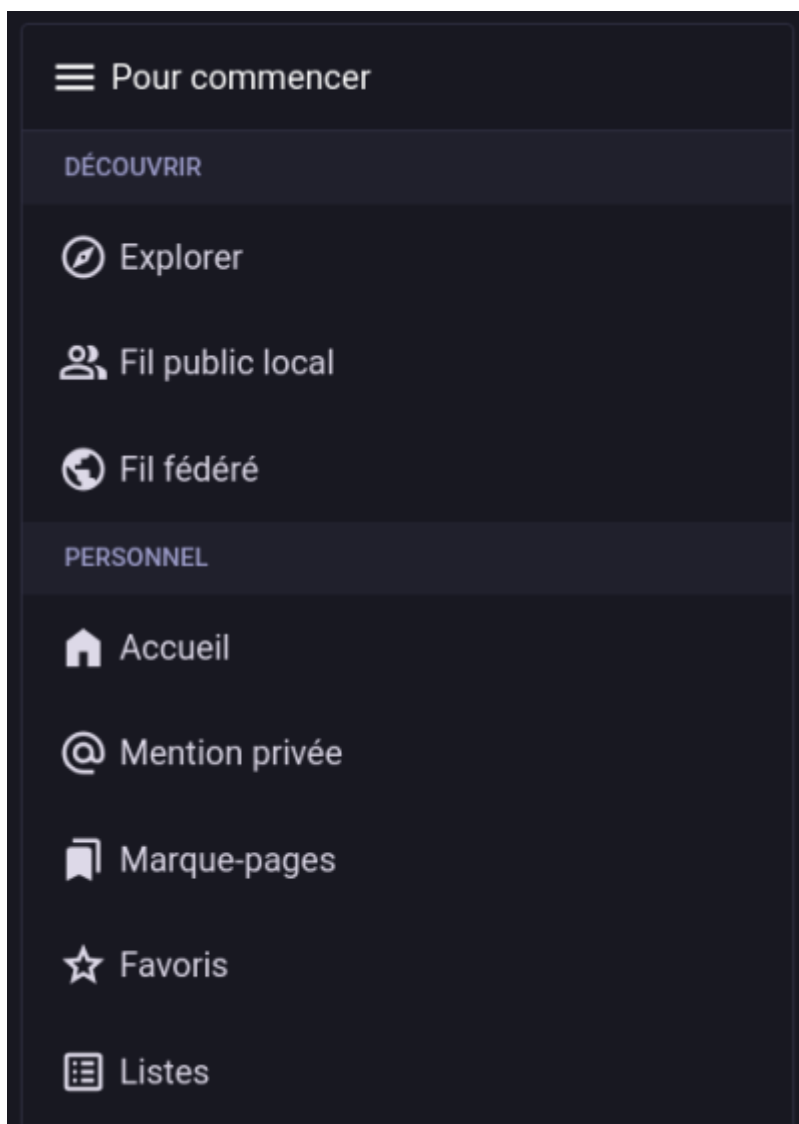 Pour commencer
DÉCOUVRIR
Explorer
Fil public local
Fil fédéré
PERSONNEL
Accueil
Mention privée
Marque-pages
Favoris
Listes